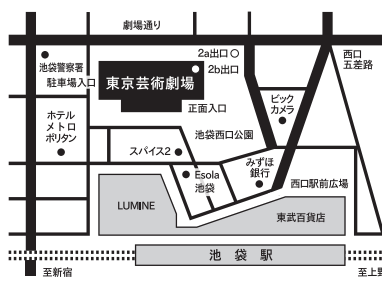 劇場通り
2a出口
2b出口
西口
五差路
池袋警察署
駐車場入口
東京芸術劇場
正面入口
ビック
カメラ
ホテル
メトロ
ポリタン
池袋西口公園
スパイス2
Esola
池袋
みずほ
銀行
西口駅前広場
LUMINE
東武百貨店
池袋駅
至新宿
至上野